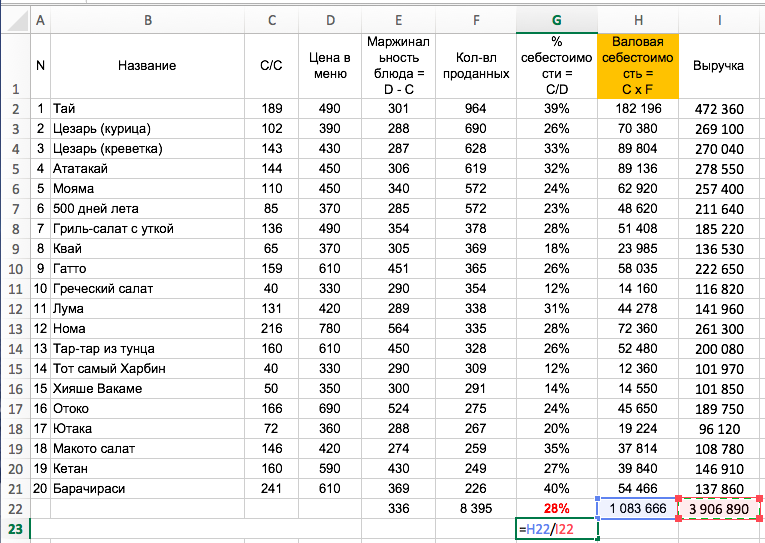 A B C D E F G H I
1 N Название С/С Цена в меню Маржинальность блюда = D - C Кол-вл проданных % себестоимости = C/D Валовая себестоимость = C x F Выручка
2 1 Тай 189 490 301 964 39% 182 196 472 360
3 2 Цезарь (курица) 102 390 288 690 26% 70 380 269 100
4 3 Цезарь (креветка) 143 430 287 628 33% 89 804 270 040
5 4 Ататакай 144 450 306 619 32% 89 136 278 550
6 5 Мояма 110 450 340 572 24% 62 920 257 400
7 6 500 дней лета 85 370 285 572 23% 48 620 211 640
8 7 Гриль-салат с уткой 136 490 354 378 28% 51 408 185 220
9 8 Квай 65 370 305 369 18% 23 985 136 530
10 9 Гатто 159 610 451 365 26% 58 035 222 650
11 10 Греческий салат 40 330 290 354 12% 14 160 116 820
12 11 Лума 131 420 289 338 31% 44 278 141 960
13 12 Нома 216 780 564 335 28% 72 360 261 300
14 13 Тар-тар из тунца 160 610 450 328 26% 52 480 200 080
15 14 Тот самый Харбин 40 330 290 309 12% 12 360 101 970
16 15 Хияше Вакаме 50 350 300 291 14% 14 550 101 850
17 16 Отоко 166 690 524 275 24% 45 650 189 750
18 17 Ютака 72 360 288 267 20% 19 224 96 120
19 18 Макото салат 146 420 274 259 35% 37 814 108 780
20 19 Кетан 160 590 430 249 27% 39 840 146 910
21 20 Барачираси 241 610 369 226 40% 54 466 137 860
22 336 8 395 28% 1 083 666 3 906 890
23 =H22/I22